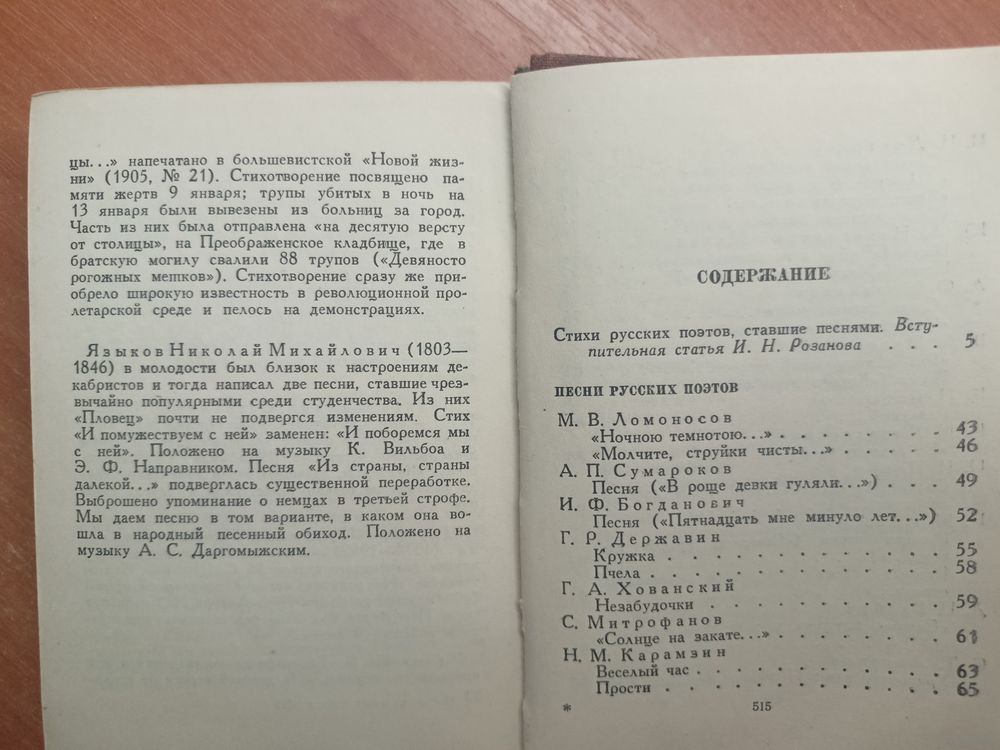 цы...» напечатано в большевистской «Новой жиз-
ни» (1905, № 21). Стихотворение посвящено па-
мяти жертв 9 января; трупы убитых в ночь на
13 января были вывезены из больниц за город.
Часть из них была отправлена «на десятую версту
от столицы», на Преображенское кладбище, где в
братскую могилу свалили 88 трупов («Девяносто
рогожных мешков»). Стихотворение сразу же при-
обрело широкую известность в революционной про-
летарской среде и пелось на демонстрациях.
Языков Николай Михайлович (1803—
1846) в молодости был близок к настроениям де-
кабристов и тогда написал две песни, ставшие чрез-
вычайно популярными среди студенчества. Из них
«Пловец» почти не подвергся изменениям. Стих
«И помужествуем с ней» заменен: «И поборемся мы
с ней». Положено на музыку К. Вильбоа и
Э. Ф. Направником. Песня «Из страны, страны
далекой...» подверглась существенной переработке.
Выброшено упоминание о немцах в третьей строфе.
Мы даем песню в том варианте, в каком она во-
шла в народный песенный обиход. Положено на
музыку А. С. Даргомыжским.
СОДЕРЖАНИЕ
Стихи русских поэтов, ставшие песнями. Всту-
пительная статья И. Н. Розанова . . . 5
ПЕСНИ РУССКИХ ПОЭТОВ
М. В. Ломоносов
«Ночною темнотою...» . . . . . . . . 43
«Молчите, струйки чисты...» . . . . . 46
А. П. Сумароков
Песня («В роще девки гуляли...») . . . 49
И. Ф. Богданович
Песня («Пятнадцать мне минуло лет...») 52
Г. Р. Державин
Кружка . . . . . . . . . . . . . 55
Пчела . . . . . . . . . . . . . 58
Г. А. Хованский
Незабудочки . . . . . . . . . . . 59
С. Митрофанов
«Солнце на закате...» . . . . . . . . 61
Н. М. Карамзин
Веселый час . . . . . . . . . . . 63
Прости . . . . . . . . . . . . . 65
* 515